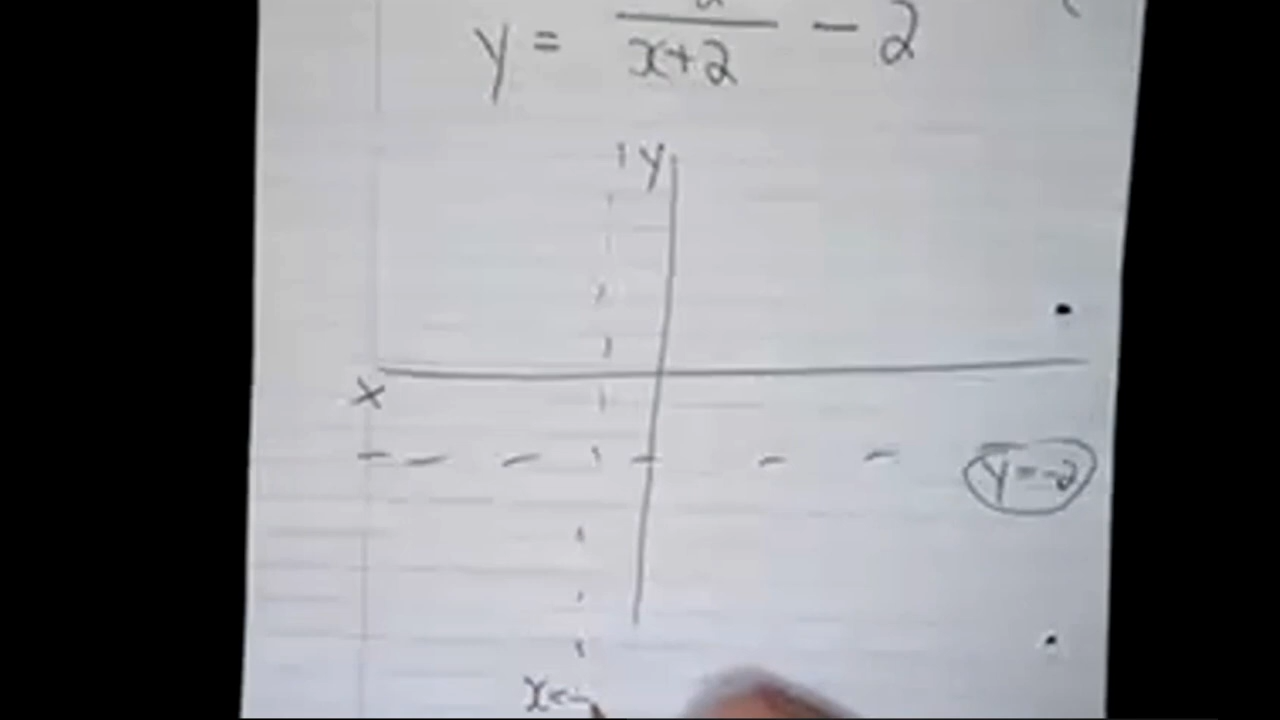 y = /(x+2) - 2
y
x
y=-2